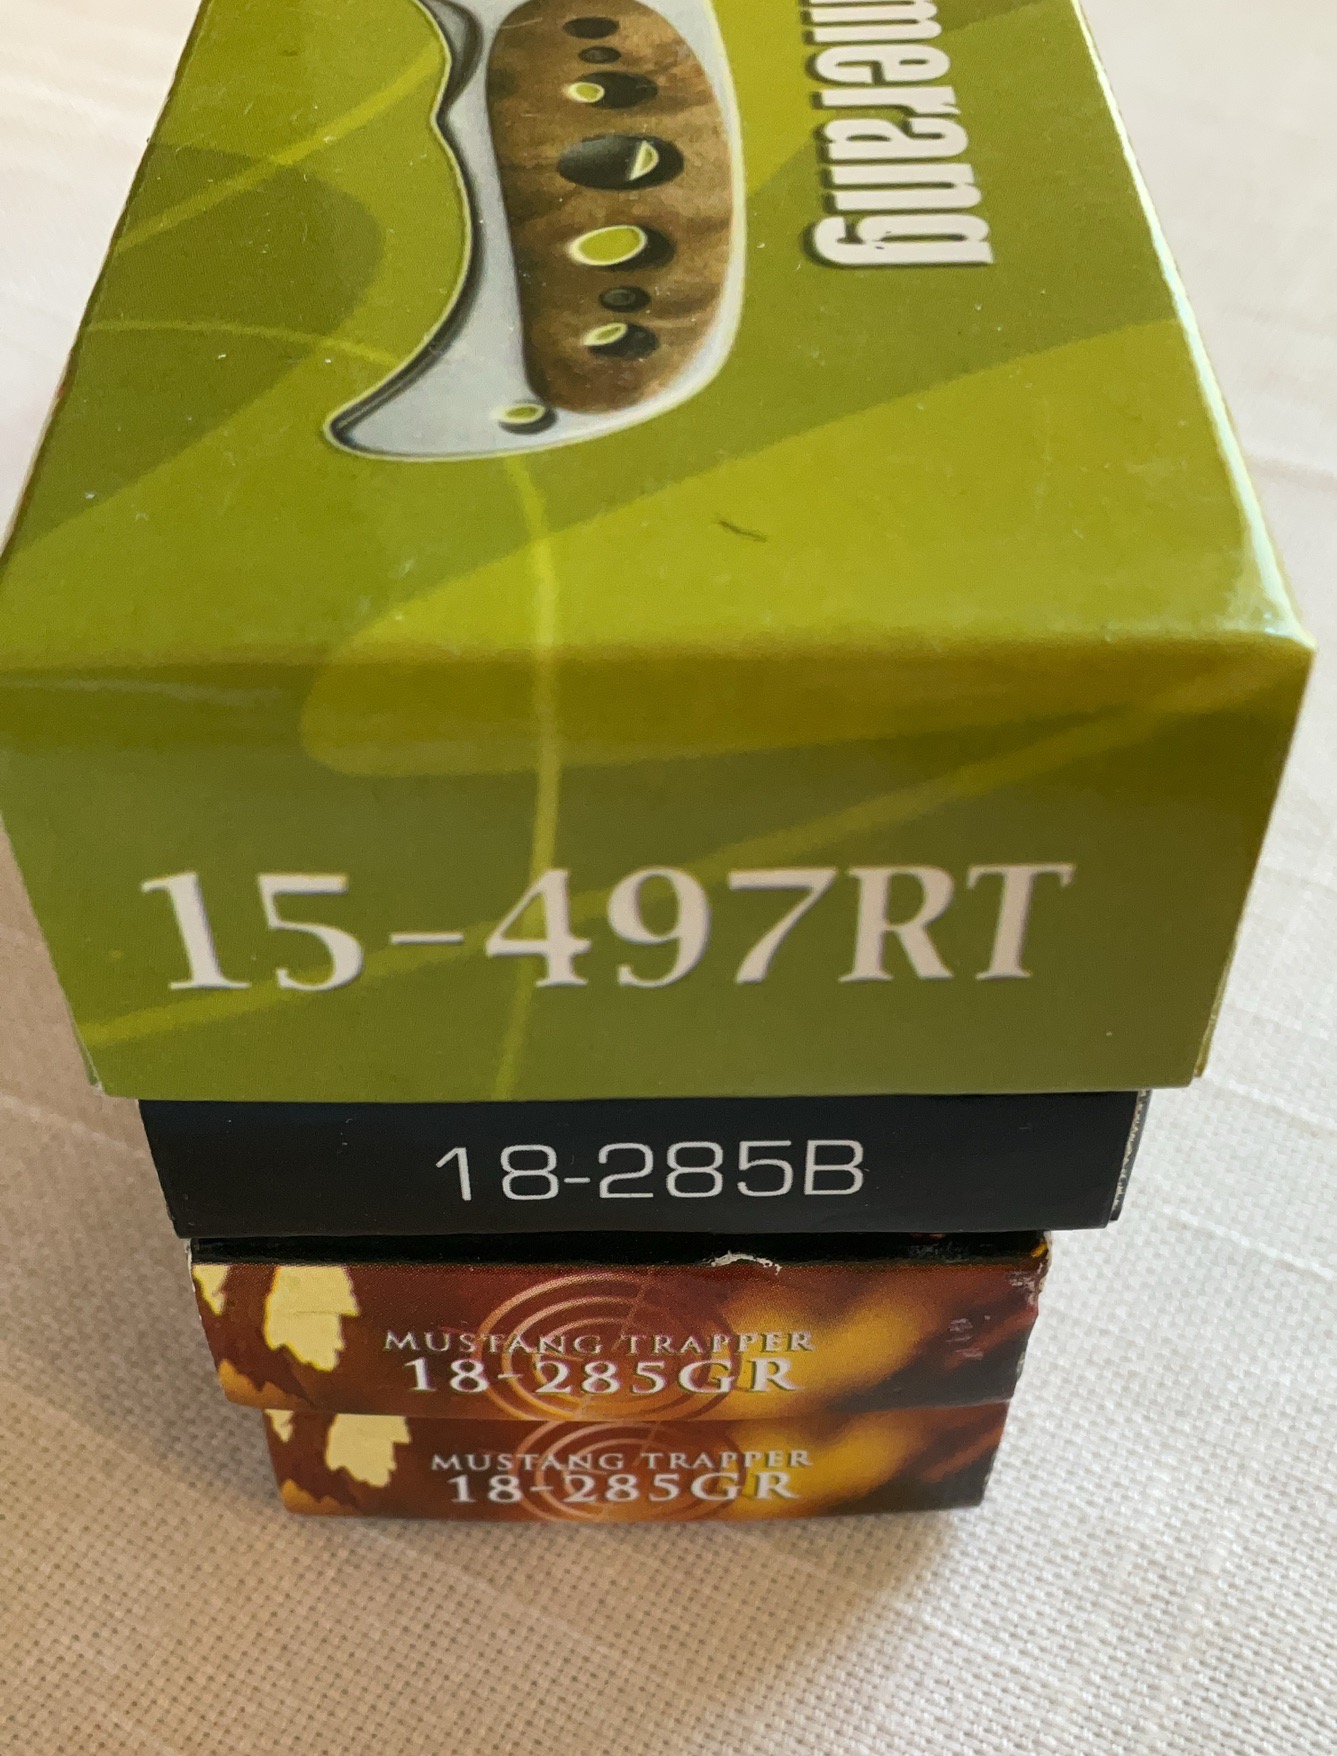 merang
15-497RT
18-285B
MUSTANG TRAPPER
18-285GR
MUSTANG TRAPPER
18-285GR